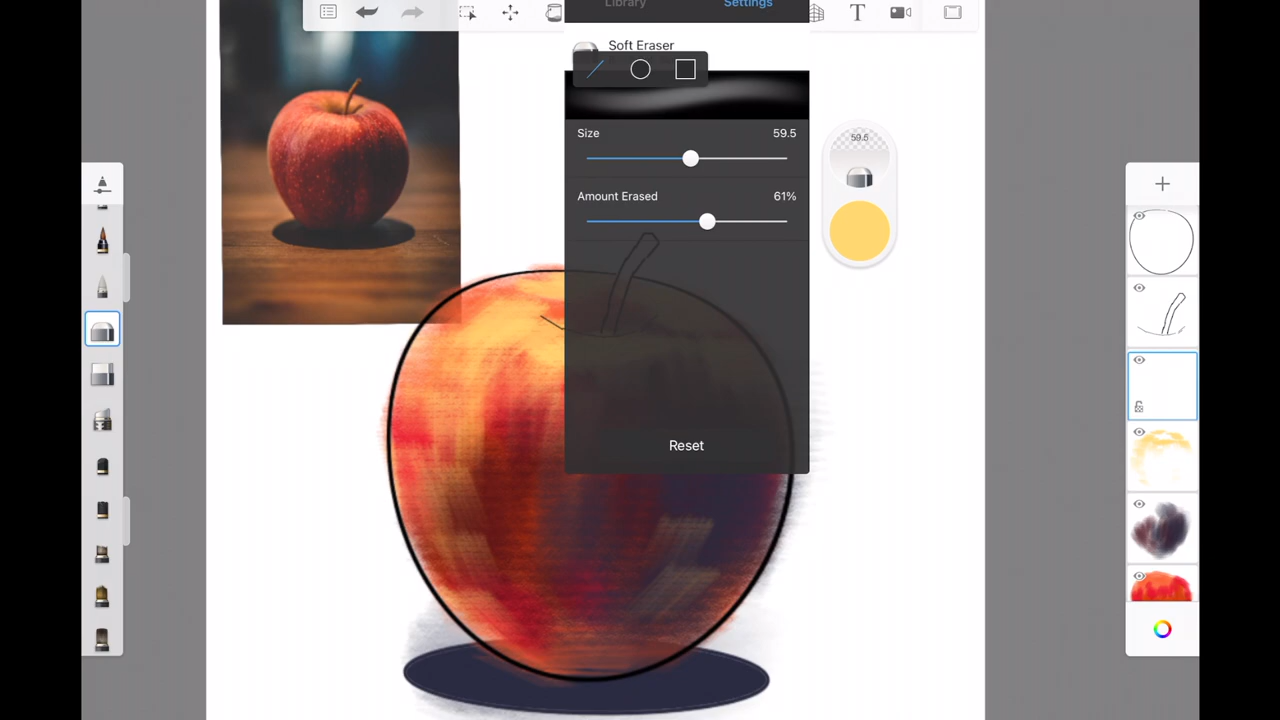 Library Settings
T
Soft Eraser
Size 59.5
59.5
Amount Erased 61%
Reset